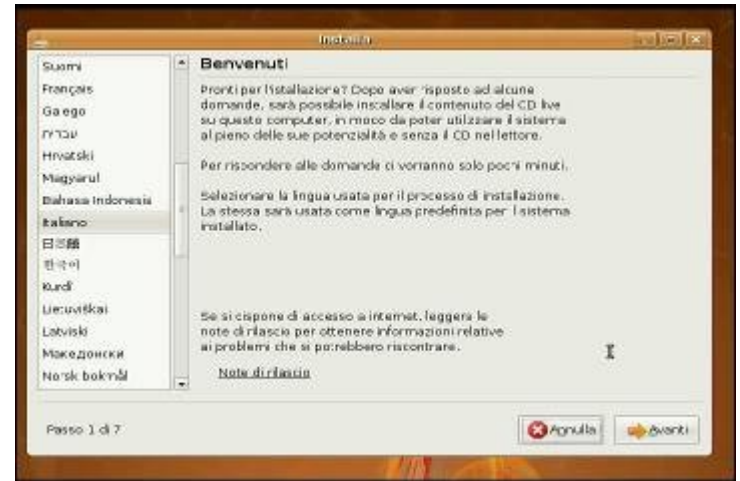 Installa
Suomi
Français
Galego
עברית
Hrvatski
Magyarul
Bahasa Indonesia
Italiano
日本語
한국어
Kurdî
Lietuviškai
Latviski
Македонски
Norsk bokmål
Benvenuti
Pronti per l'istallazione? Dopo aver risposto ad alcune
domande, sarà possibile installare il contenuto del CD live
su questo computer, in modo da poter utilizzare il sistema
al pieno delle sue potenzialità e senza il CD nel lettore.
Per rispondere alle domande ci vorranno solo pochi minuti.
Selezionare la lingua usata per il processo di installazione.
La stessa sarà usata come lingua predefinita per il sistema
installato.
Se si dispone di accesso a internet, leggere le
note di rilascio per ottenere informazioni relative
ai problemi che si potrebbero riscontrare.
Note di rilascio
Passo 1 di 7
Annulla
Avanti